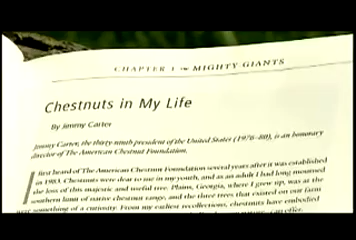 CHAPTER 1 MIGHTY GIANTS
Chestnuts in My Life
By Jimmy Carter
Jimmy Carter, the thirty-ninth president of the United States (1976–80), is an honorary
director of The American Chestnut Foundation.
I first heard of The American Chestnut Foundation several years after it was established
in 1983. Chestnuts were dear to me in my youth, and as an adult I had long mourned
the loss of this majestic and useful tree. Plains, Georgia, where I grew up, was at the
southern limit of native chestnut range, and the three trees that existed on our farm
were something of a curiosity. From my earliest recollections, chestnuts have embodied
can offer.